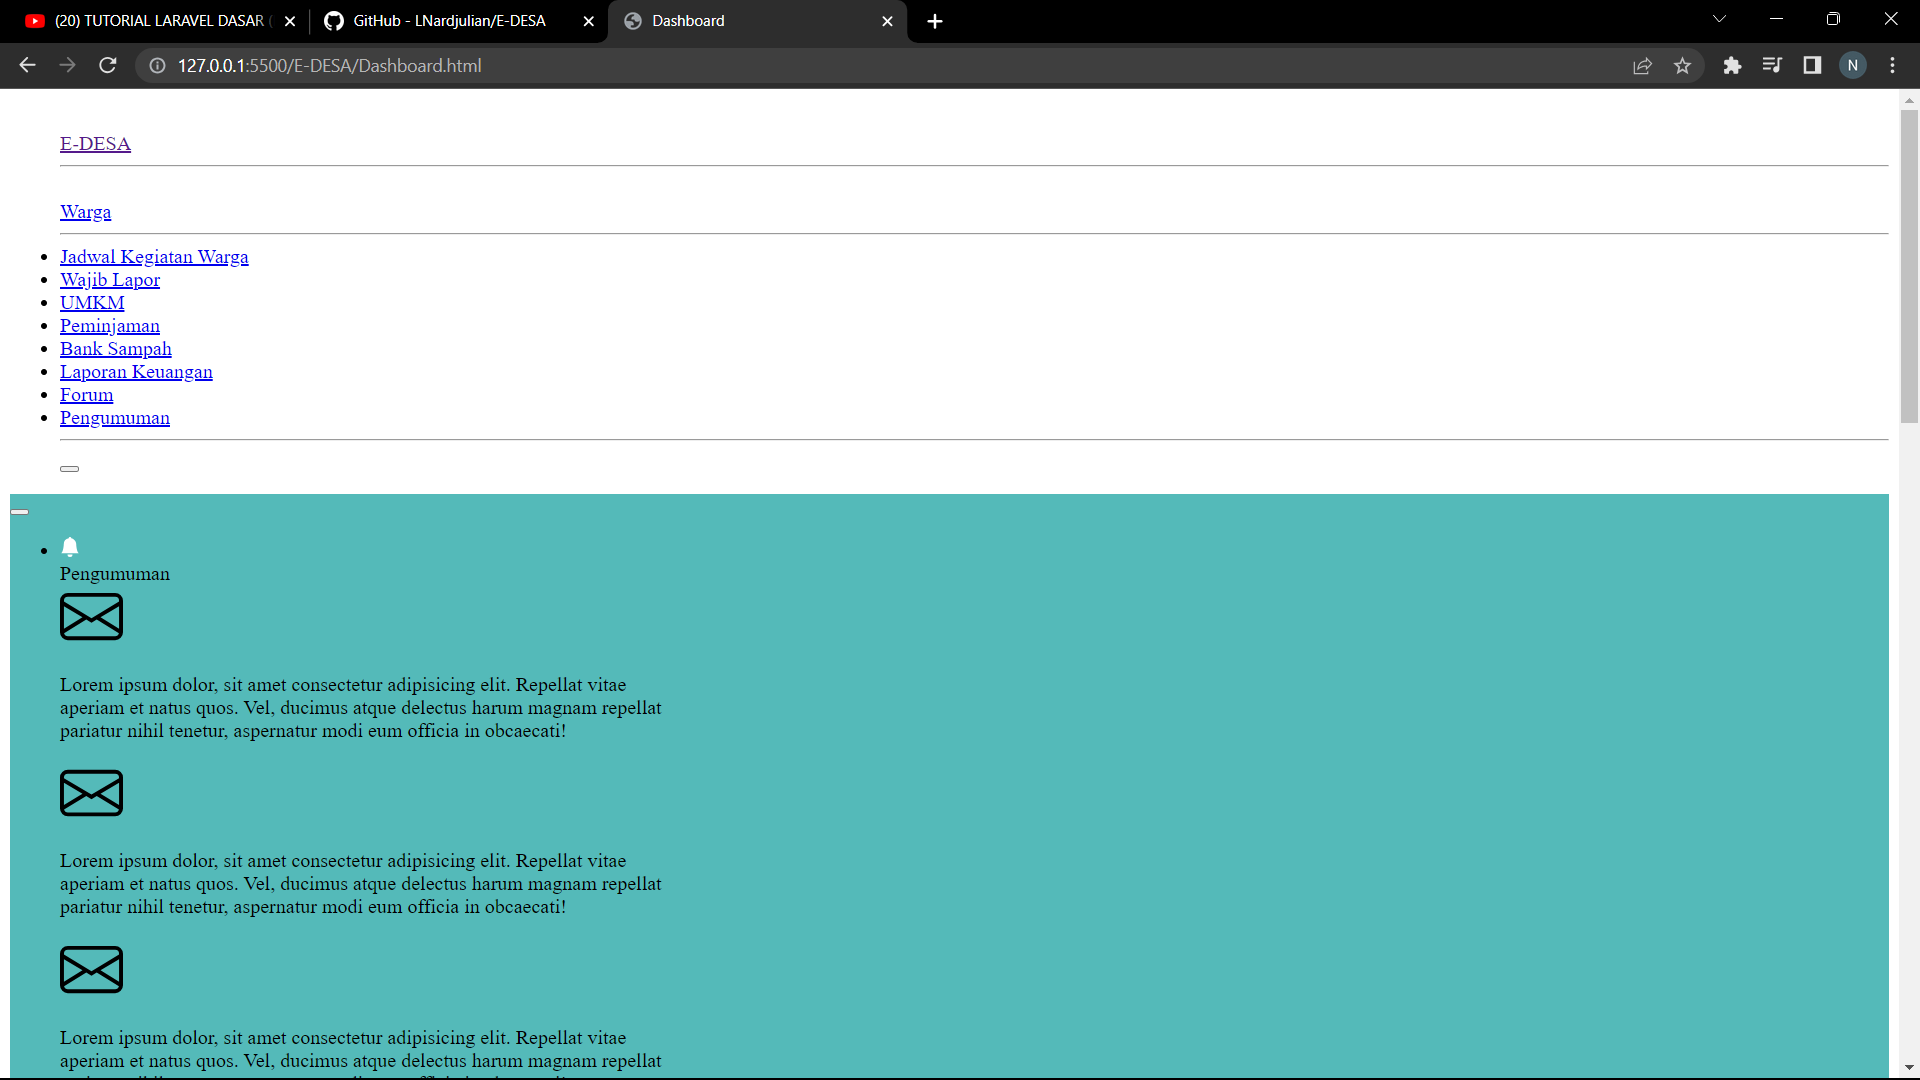 (20) TUTORIAL LARAVEL DASAR (
GitHub - LNardjulian/E-DESA
Dashboard
127.0.0.1:5500/E-DESA/Dashboard.html
N
E-DESA
Warga
Jadwal Kegiatan Warga
Wajib Lapor
UMKM
Peminjaman
Bank Sampah
Laporan Keuangan
Forum
Pengumuman
Pengumuman
Lorem ipsum dolor, sit amet consectetur adipisicing elit. Repellat vitae
aperiam et natus quos. Vel, ducimus atque delectus harum magnam repellat
pariatur nihil tenetur, aspernatur modi eum officia in obcaecati!
Lorem ipsum dolor, sit amet consectetur adipisicing elit. Repellat vitae
aperiam et natus quos. Vel, ducimus atque delectus harum magnam repellat
pariatur nihil tenetur, aspernatur modi eum officia in obcaecati!
Lorem ipsum dolor, sit amet consectetur adipisicing elit. Repellat vitae
aperiam et natus quos. Vel, ducimus atque delectus harum magnam repellat